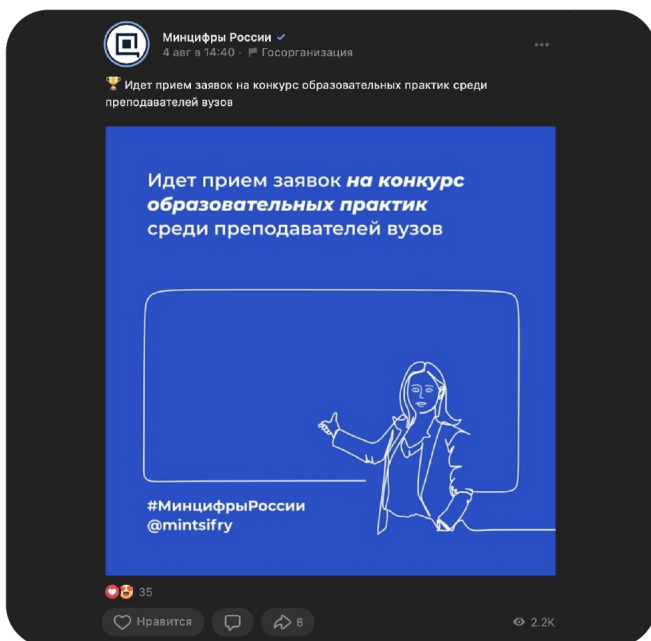 Минцифры России
4 авг в 14:40 · Госорганизация
Идет прием заявок на конкурс образовательных практик среди
преподавателей вузов
Идет прием заявок на конкурс
образовательных практик
среди преподавателей вузов
#МинцифрыРоссии
@mintsifry
35
Нравится
6
2.2K